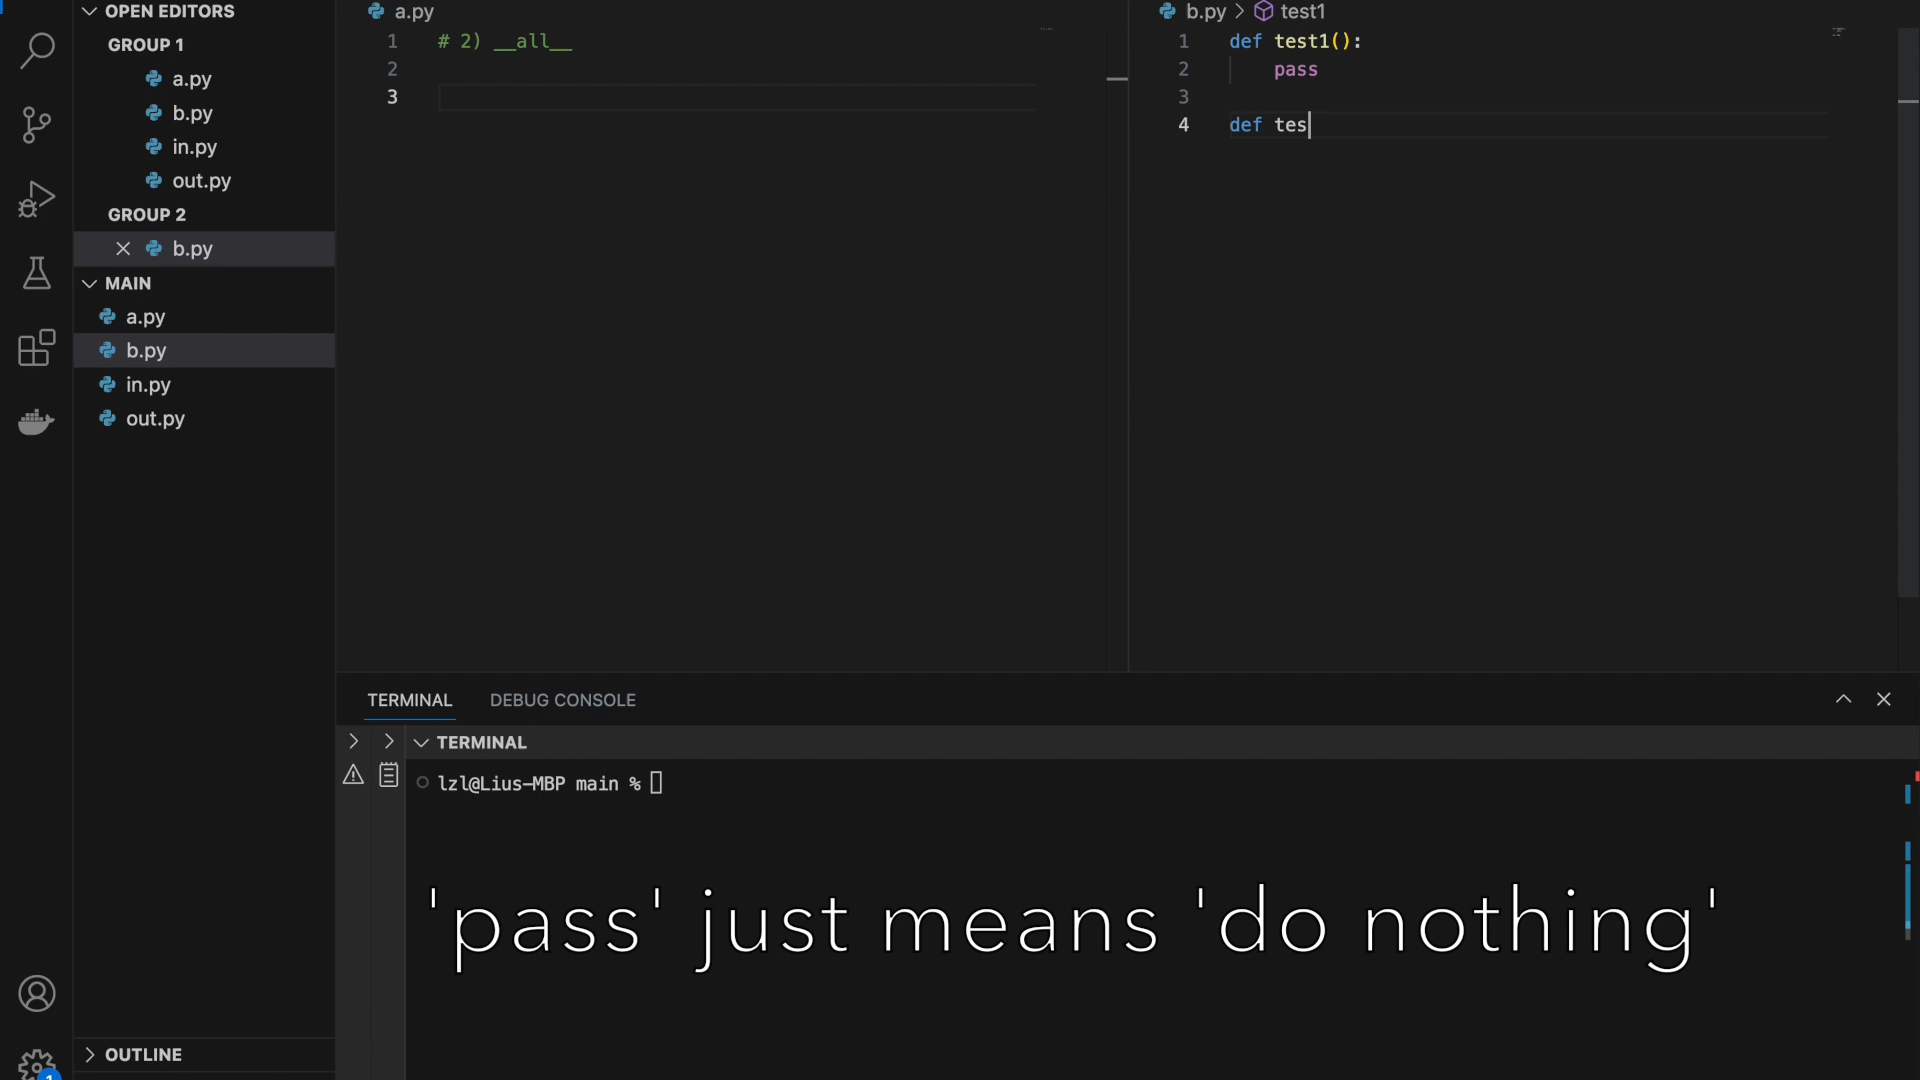 OPEN EDITORS
GROUP 1
a.py
b.py
in.py
out.py
GROUP 2
b.py
MAIN
a.py
b.py
in.py
out.py
OUTLINE
1
a.py
1 # 2) __all__
2
3
b.py > test1
1 def test1():
2 pass
3
4 def tes
TERMINAL DEBUG CONSOLE
TERMINAL
lzl@Lius-MBP main %
'pass' just means 'do nothing'